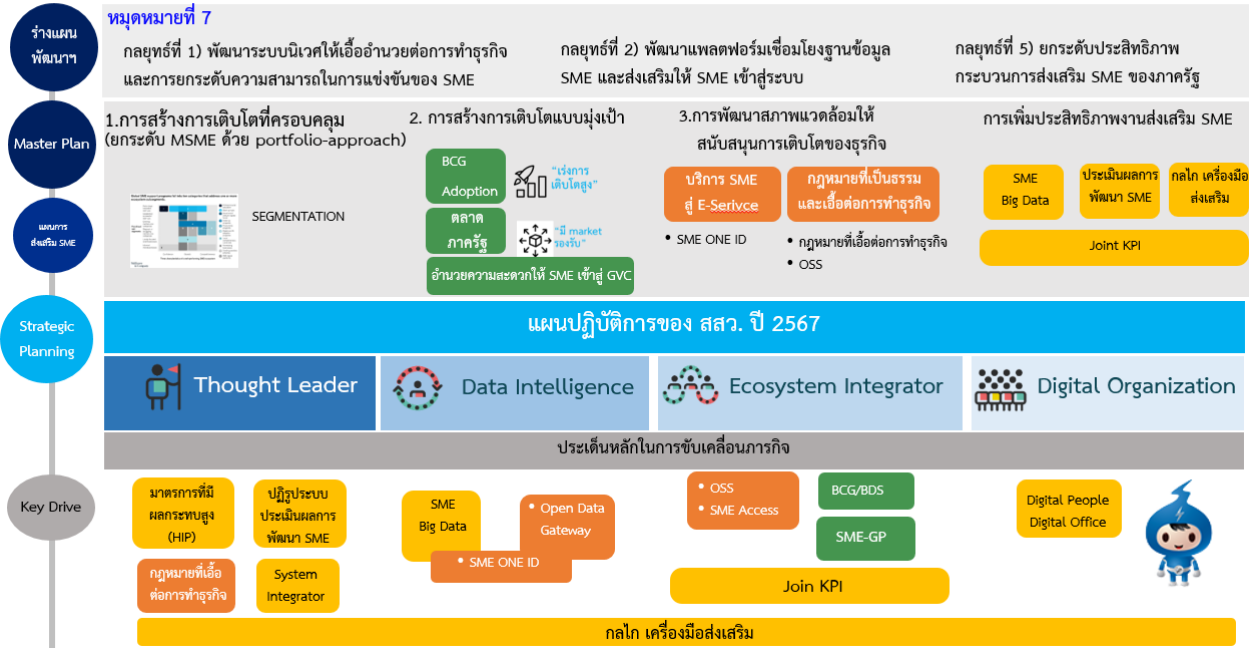 ร่างแผน
พัฒนาฯ
หมุดหมายที่ 7
กลยุทธ์ที่ 1) พัฒนาระบบนิเวศให้เอื้ออำนวยต่อการทำธุรกิจ
และการยกระดับความสามารถในการแข่งขันของ SME
กลยุทธ์ที่ 2) พัฒนาแพลตฟอร์มเชื่อมโยงฐานข้อมูล
SME และส่งเสริมให้ SME เข้าสู่ระบบ
กลยุทธ์ที่ 5) ยกระดับประสิทธิภาพ
กระบวนการส่งเสริม SME ของภาครัฐ
Master Plan
แผนการ
ส่งเสริม SME
1.การสร้างการเติบโตที่ครอบคลุม
(ยกระดับ MSME ด้วย portfolio-approach)
SEGMENTATION
2. การสร้างการเติบโตแบบมุ่งเป้า
BCG
Adoption
"เร่งการ
เติบโตสูง"
ตลาด
ภาครัฐ
"มี market
รองรับ"
อำนวยความสะดวกให้ SME เข้าสู่ GVC
3.การพัฒนาสภาพแวดล้อมให้
สนับสนุนการเติบโตของธุรกิจ
บริการ SME
สู่ E-Serivce
• SME ONE ID
กฎหมายที่เป็นธรรม
และเอื้อต่อการทำธุรกิจ
• กฎหมายที่เอื้อต่อการทำธุรกิจ
• OSS
การเพิ่มประสิทธิภาพงานส่งเสริม SME
SME
Big Data
ประเมินผลการ
พัฒนา SME
กลไก เครื่องมือ
ส่งเสริม
Joint KPI
Strategic
Planning
แผนปฏิบัติการของ สสว. ปี 2567
Thought Leader
Data Intelligence
Ecosystem Integrator
Digital Organization
ประเด็นหลักในการขับเคลื่อนภารกิจ
Key Drive
มาตรการที่มี
ผลกระทบสูง
(HIP)
ปฏิรูประบบ
ประเมินผลการ
พัฒนา SME
กฎหมายที่เอื้อ
ต่อการทำธุรกิจ
System
Integrator
SME
Big Data
• Open Data
Gateway
• SME ONE ID
• OSS
• SME Access
BCG/BDS
SME-GP
Join KPI
Digital People
Digital Office
กลไก เครื่องมือส่งเสริม